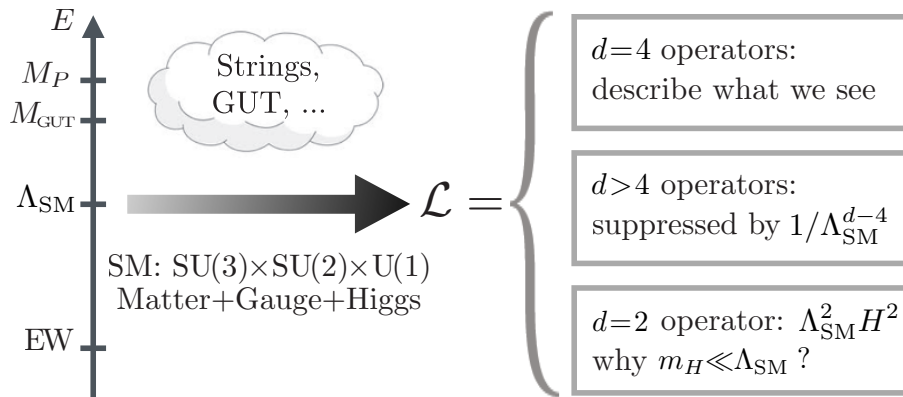 E
M_P
M_GUT
Λ_SM
EW
Strings,
GUT, ...
SM: SU(3)×SU(2)×U(1)
Matter+Gauge+Higgs
ℒ =
d=4 operators:
describe what we see
d>4 operators:
suppressed by 1/Λ_SM^{d−4}
d=2 operator: Λ_SM^2 H^2
why m_H≪Λ_SM ?